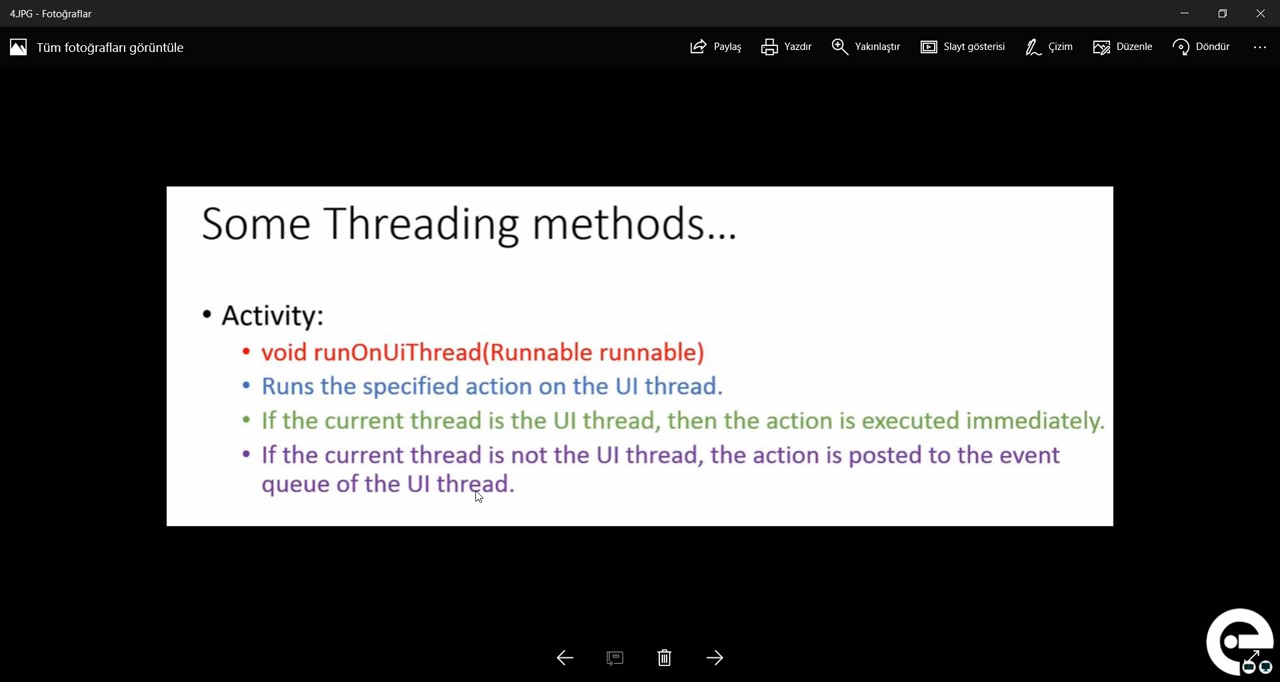 4.JPG - Fotoğraflar
Tüm fotoğrafları görüntüle
Paylaş
Yazdır
Yakınlaştır
Slayt gösterisi
Çizim
Düzenle
Döndür
Some Threading methods...
• Activity:
• void runOnUiThread(Runnable runnable)
• Runs the specified action on the UI thread.
• If the current thread is the UI thread, then the action is executed immediately.
• If the current thread is not the UI thread, the action is posted to the event
queue of the UI thread.